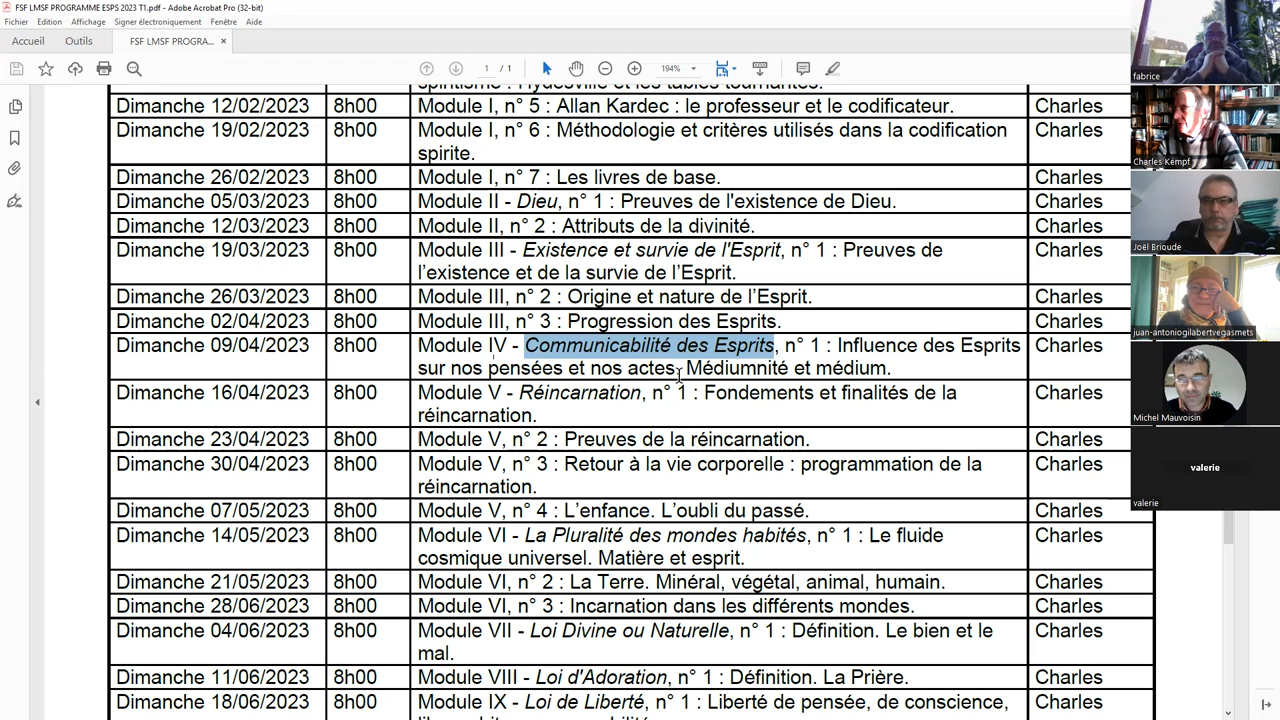 FSF LMSF PROGRAMME ESPS 2023 T1.pdf - Adobe Acrobat Pro (32-bit)
Fichier Edition Affichage Signer électroniquement Fenêtre Aide
Accueil Outils FSF LMSF PROGRA... ×
1 / 1 194%
spiritisme : Hydesville et les tables tournantes.
Dimanche 12/02/2023 8h00 Module I, n° 5 : Allan Kardec : le professeur et le codificateur. Charles
Dimanche 19/02/2023 8h00 Module I, n° 6 : Méthodologie et critères utilisés dans la codification Charles
spirite.
Dimanche 26/02/2023 8h00 Module I, n° 7 : Les livres de base. Charles
Dimanche 05/03/2023 8h00 Module II - Dieu, n° 1 : Preuves de l'existence de Dieu. Charles
Dimanche 12/03/2023 8h00 Module II, n° 2 : Attributs de la divinité. Charles
Dimanche 19/03/2023 8h00 Module III - Existence et survie de l'Esprit, n° 1 : Preuves de Charles
l’existence et de la survie de l’Esprit.
Dimanche 26/03/2023 8h00 Module III, n° 2 : Origine et nature de l’Esprit. Charles
Dimanche 02/04/2023 8h00 Module III, n° 3 : Progression des Esprits. Charles
Dimanche 09/04/2023 8h00 Module IV - Communicabilité des Esprits, n° 1 : Influence des Esprits Charles
sur nos pensées et nos actes. Médiumnité et médium.
Dimanche 16/04/2023 8h00 Module V - Réincarnation, n° 1 : Fondements et finalités de la Charles
réincarnation.
Dimanche 23/04/2023 8h00 Module V, n° 2 : Preuves de la réincarnation. Charles
Dimanche 30/04/2023 8h00 Module V, n° 3 : Retour à la vie corporelle : programmation de la Charles
réincarnation.
Dimanche 07/05/2023 8h00 Module V, n° 4 : L’enfance. L’oubli du passé. Charles
Dimanche 14/05/2023 8h00 Module VI - La Pluralité des mondes habités, n° 1 : Le fluide Charles
cosmique universel. Matière et esprit.
Dimanche 21/05/2023 8h00 Module VI, n° 2 : La Terre. Minéral, végétal, animal, humain. Charles
Dimanche 28/06/2023 8h00 Module VI, n° 3 : Incarnation dans les différents mondes. Charles
Dimanche 04/06/2023 8h00 Module VII - Loi Divine ou Naturelle, n° 1 : Définition. Le bien et le Charles
mal.
Dimanche 11/06/2023 8h00 Module VIII - Loi d'Adoration, n° 1 : Définition. La Prière. Charles
Dimanche 18/06/2023 8h00 Module IX - Loi de Liberté, n° 1 : Liberté de pensée, de conscience, Charles
fabrice
Charles Kempf
Joël Brioude
juan-antoniogilabertvegasmets
Michel Mauvoisin
valerie
valerie